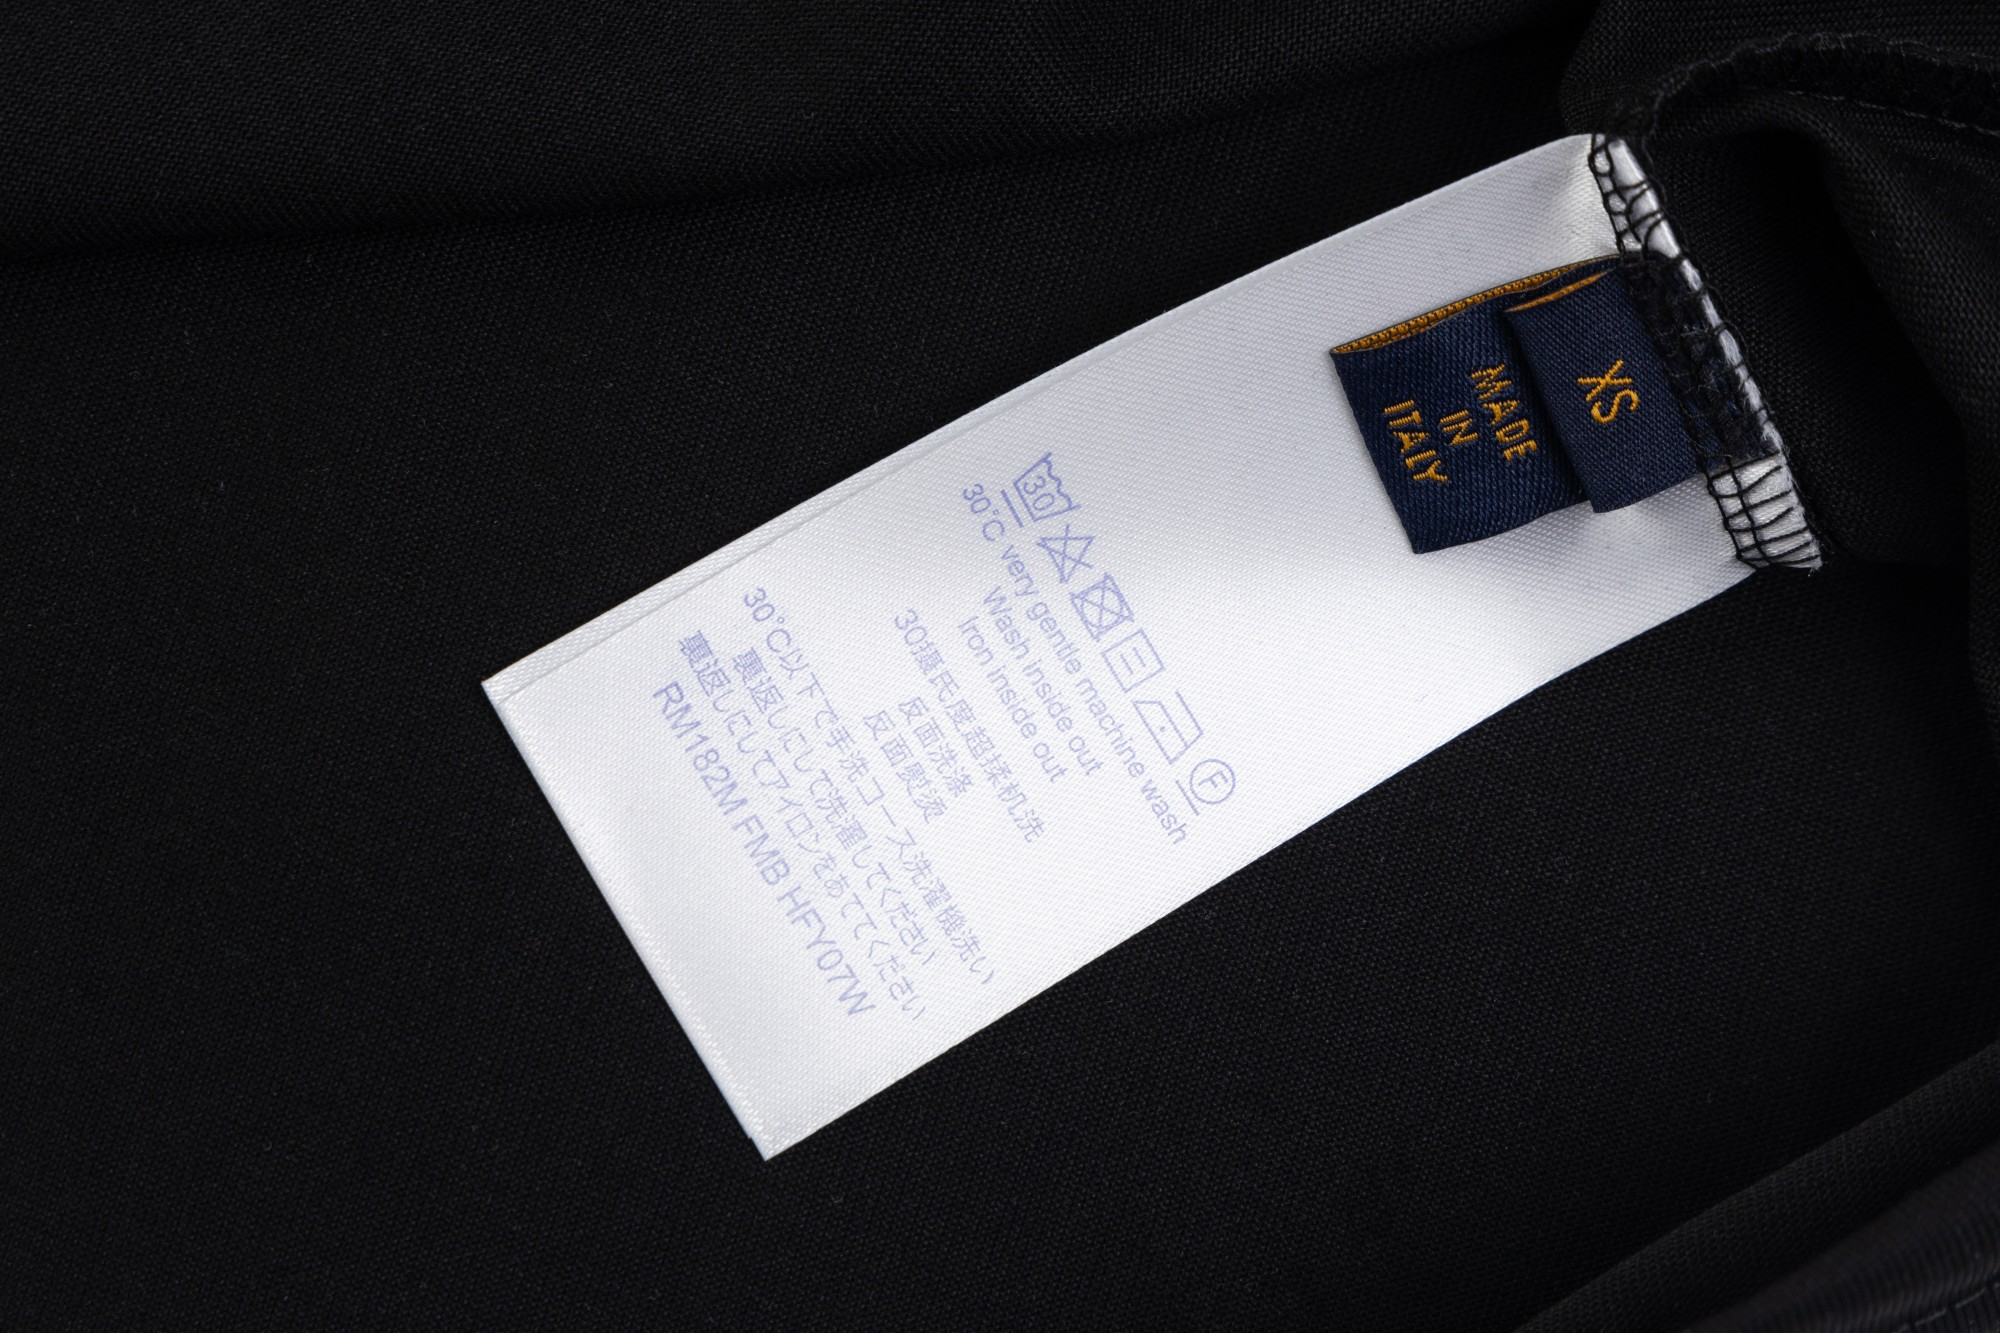 XS
MADE
IN
ITALY
30
F
30°C very gentle machine wash
Wash inside out
Iron inside out
30摄氏度超揉机洗
反面洗涤
反面熨烫
30°C以下で手洗コース洗濯機洗い
裏返しにして洗濯してください
裏返しにしてアイロンをあててください
RM182M FMB HFY07W